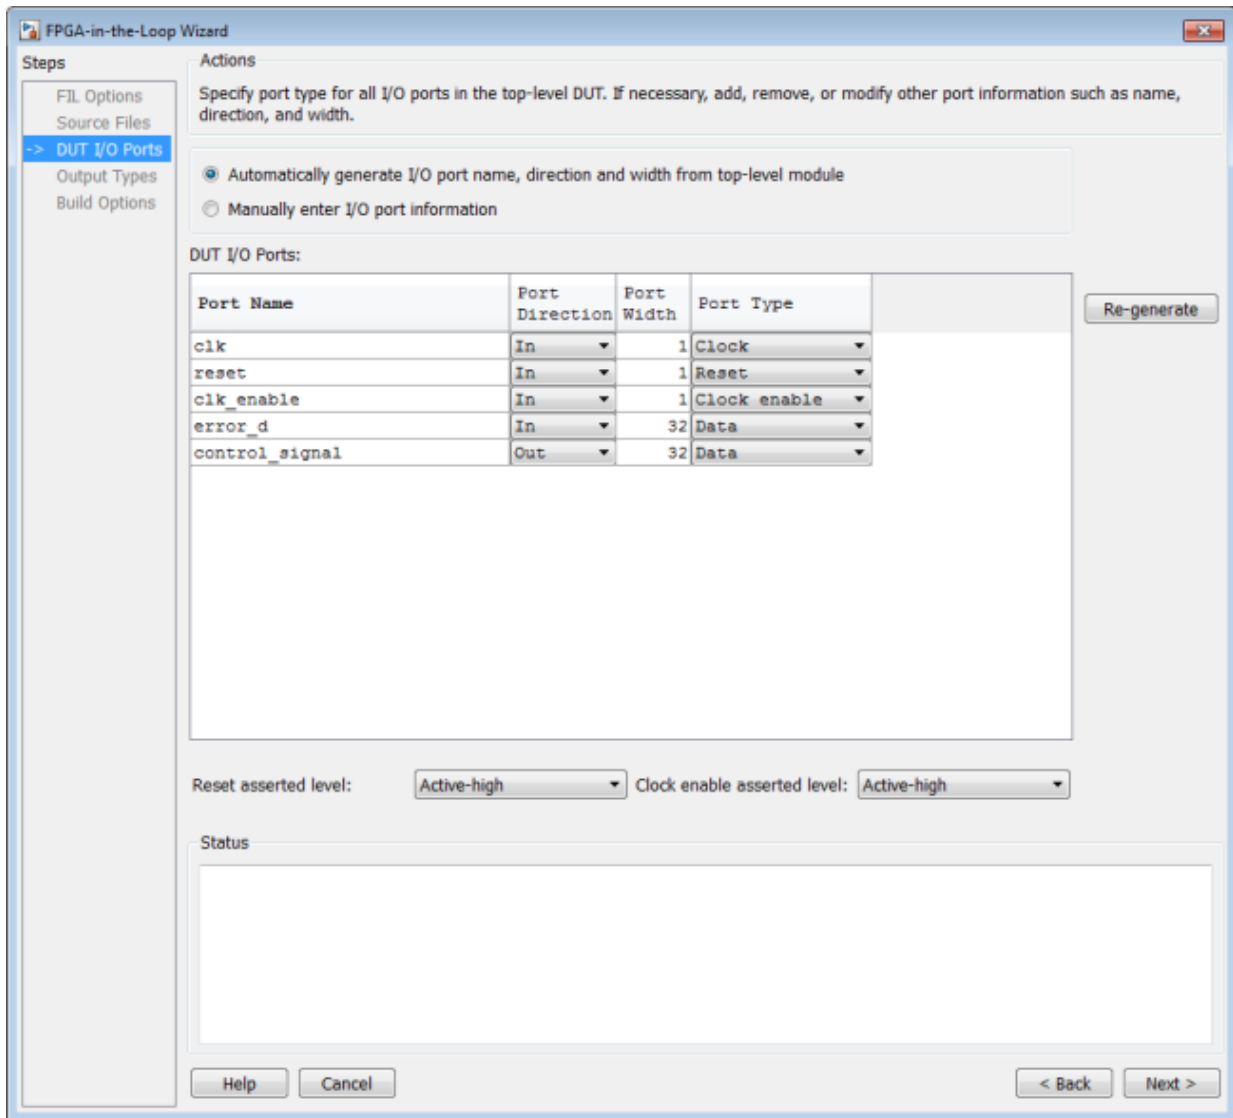 FPGA-in-the-Loop Wizard
Steps
FIL Options
Source Files
-> DUT I/O Ports
Output Types
Build Options
Actions
Specify port type for all I/O ports in the top-level DUT. If necessary, add, remove, or modify other port information such as name,
direction, and width.
Automatically generate I/O port name, direction and width from top-level module
Manually enter I/O port information
DUT I/O Ports:
Port Name Port Direction Port Width Port Type
clk In 1 Clock
reset In 1 Reset
clk_enable In 1 Clock enable
error_d In 32 Data
control_signal Out 32 Data
Re-generate
Reset asserted level: Active-high Clock enable asserted level: Active-high
Status
Help Cancel < Back Next >